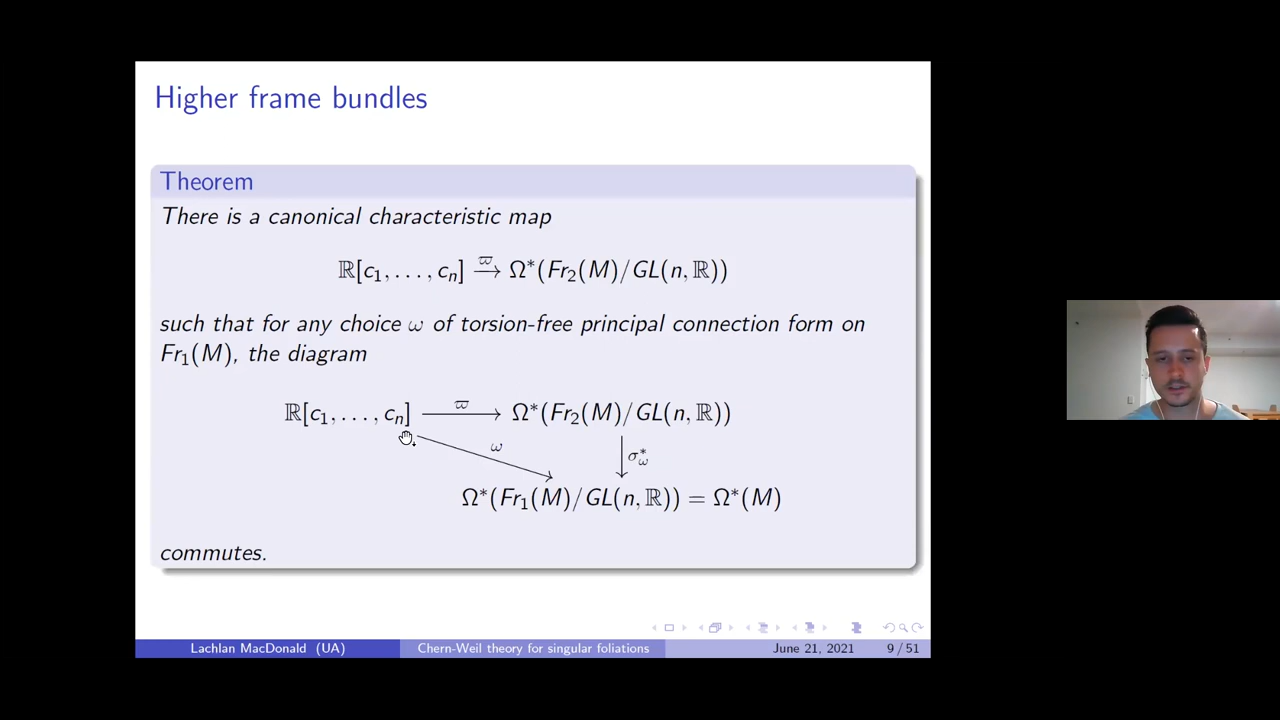 Higher frame bundles
Theorem
There is a canonical characteristic map
ℝ[c₁, . . . , cₙ] —ϖ→ Ω*(Fr₂(M)/GL(n, ℝ))
such that for any choice ω of torsion-free principal connection form on
Fr₁(M), the diagram
ℝ[c₁, . . . , cₙ] —ϖ→ Ω*(Fr₂(M)/GL(n, ℝ))
ω σ*_ω
Ω*(Fr₁(M)/GL(n, ℝ)) = Ω*(M)
commutes.
Lachlan MacDonald (UA) Chern-Weil theory for singular foliations June 21, 2021 9 / 51